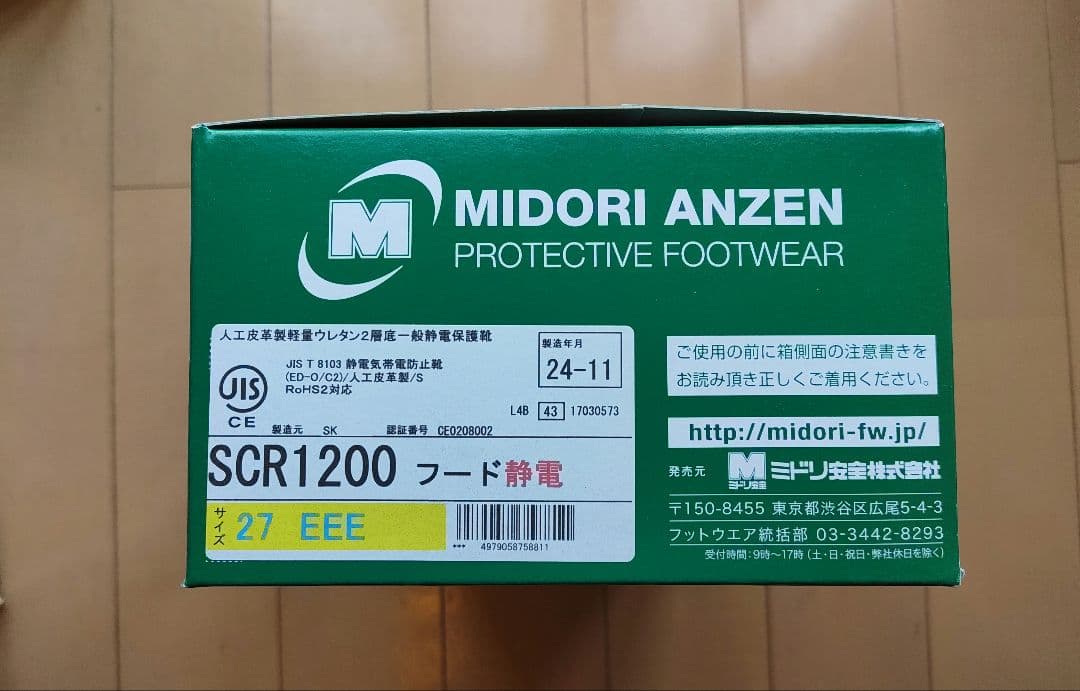 M
MIDORI ANZEN
PROTECTIVE FOOTWEAR
人工皮革製軽量ウレタン2層底一般静電保護靴
JIS
CE
JIS T 8103 静電気帯電防止靴
(ED-O/C2)/人工皮革製/S
RoHS2対応
製造年月
24-11
L4B 43 17030573
製造元 SK 認証番号 CE0208002
SCR1200 フード静電
サイズ 27 EEE
*** 4979058758811
ご使用の前に箱側面の注意書きを
お読み頂き正しくご着用ください。
http://midori-fw.jp/
発売元 M ミドリ安全 ミドリ安全株式会社
〒150-8455 東京都渋谷区広尾5-4-3
フットウエア統括部 03-3442-8293
受付時間:9時〜17時(土・日・祝日・弊社休日を除く)